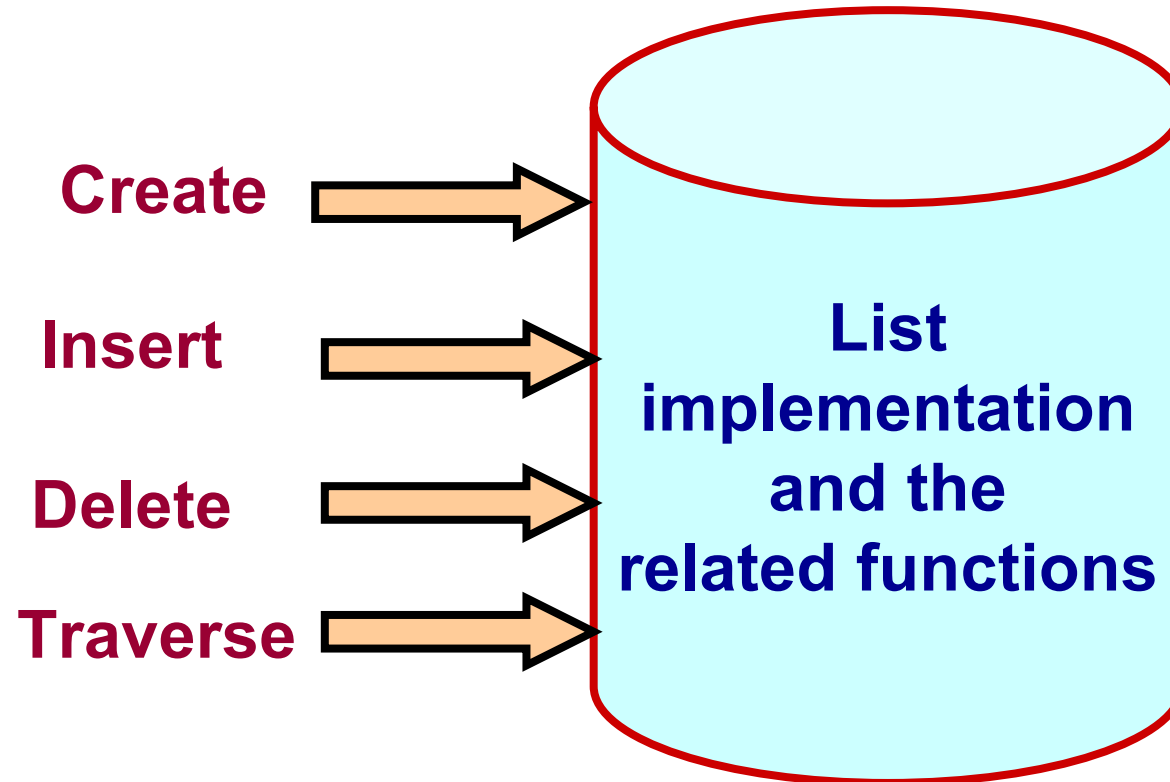 Create
Insert
Delete
Traverse
List
implementation
and the
related functions